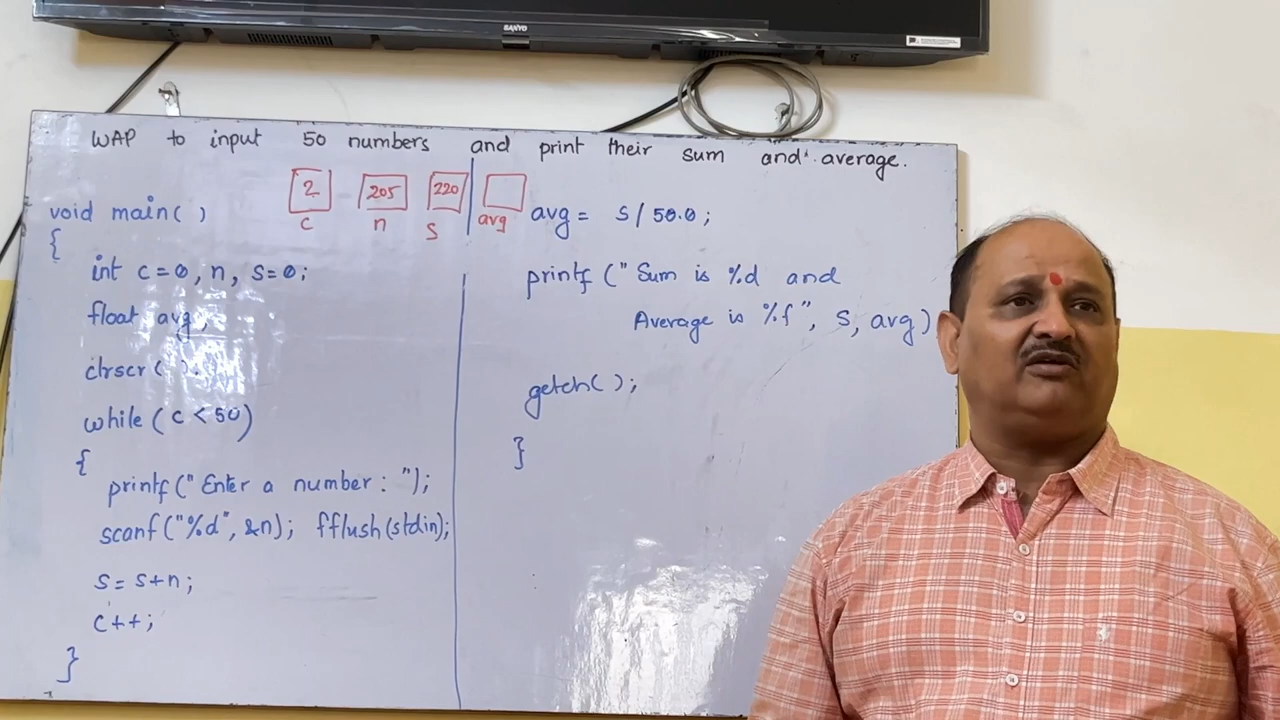 SANYO
WAP to input 50 numbers and print their sum and average.
2 205 220
c n s avg
void main( )
{
int c=0, n, s=0;
float avg;
clrscr( );
while ( c < 50)
{
printf (" Enter a number : ");
scanf ("%d", &n); fflush(stdin);
s= s+n;
c++;
}
avg= s/50.0;
printf (" Sum is %d and
Average is %f ", s, avg)
getch( );
}